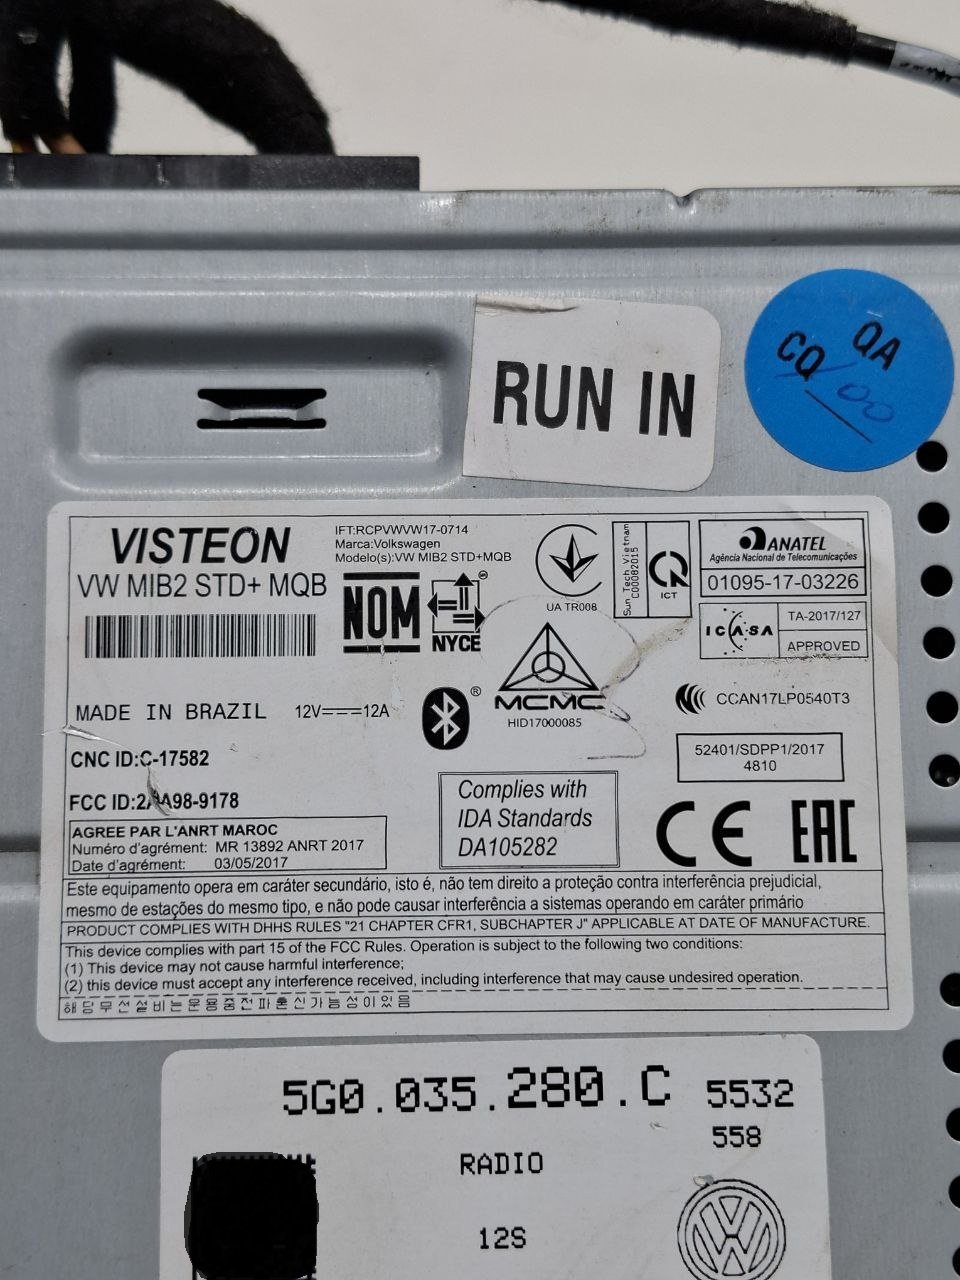 QA
CQ/00
RUN IN
VISTEON
VW MIB2 STD+ MQB
IFT:RCPVWVW17-0714
Marca:Volkswagen
Modelo(s):VW MIB2 STD+MQB
NOM
NYCE
UA TR008
Sun Tech Vietnam
C00082015
ICT
ANATEL
Agência Nacional de Telecomunicações
01095-17-03226
ICASA
TA-2017/127
APPROVED
MCMC
HID17000085
CCAN17LP0540T3
MADE IN BRAZIL
12V 12A
®
52401/SDPP1/2017
4810
CNC ID:C-17582
FCC ID:2AA98-9178
Complies with
IDA Standards
DA105282
CE
EAC
AGREE PAR L'ANRT MAROC
Numéro d'agrément: MR 13892 ANRT 2017
Date d'agrément: 03/05/2017
Este equipamento opera em caráter secundário, isto é, não tem direito a proteção contra interferência prejudicial,
mesmo de estações do mesmo tipo, e não pode causar interferência a sistemas operando em caráter primário
PRODUCT COMPLIES WITH DHHS RULES "21 CHAPTER CFR1, SUBCHAPTER J" APPLICABLE AT DATE OF MANUFACTURE.
This device complies with part 15 of the FCC Rules. Operation is subject to the following two conditions:
(1) This device may not cause harmful interference;
(2) this device must accept any interference received, including interference that may cause undesired operation.
해당무선설비는운용중전파혼신가능성이있음
5G0.035.280.C 5532
558
RADIO
12S
VW